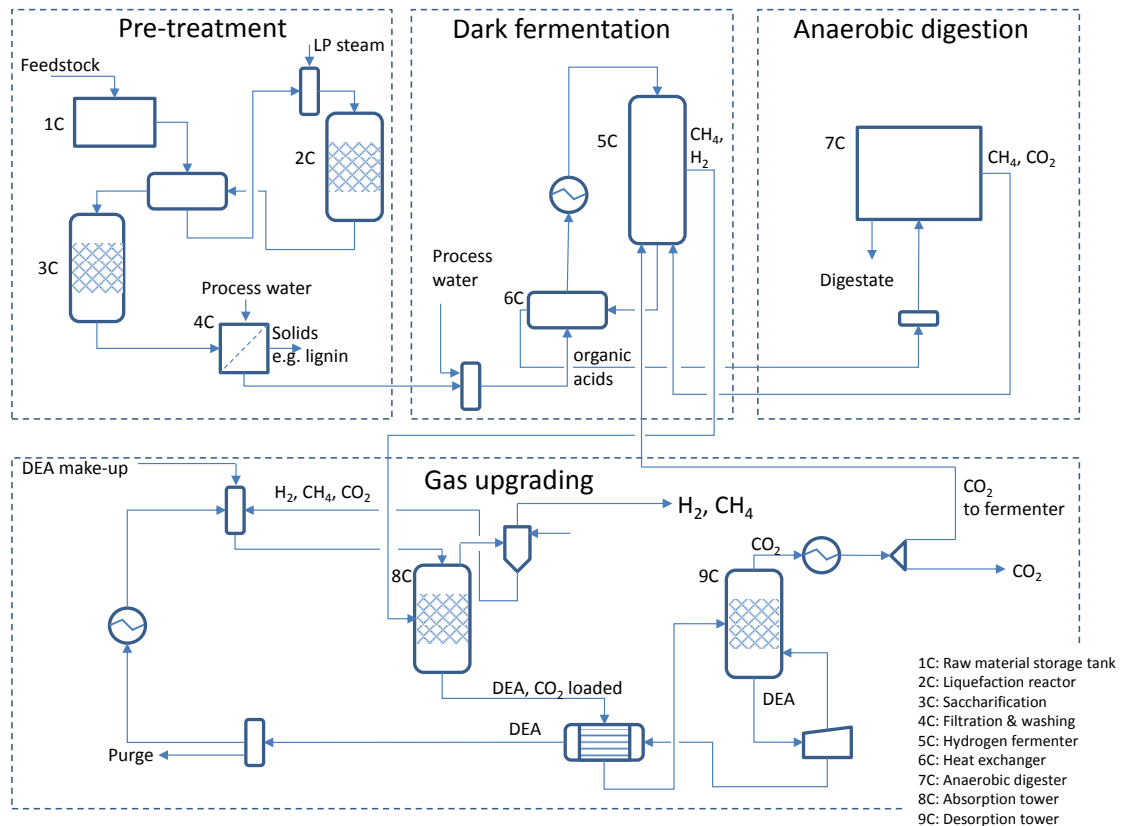 Pre-treatment
LP steam
Feedstock
1C
2C
3C
Process water
4C
Solids
e.g. lignin
Dark fermentation
5C
CH₄,
H₂
Process
water
6C
organic
acids
Anaerobic digestion
7C
CH₄, CO₂
Digestate
Gas upgrading
DEA make-up
H₂, CH₄, CO₂
H₂, CH₄
CO₂
to fermenter
CO₂
CO₂
8C
9C
DEA, CO₂ loaded
DEA
DEA
Purge
1C: Raw material storage tank
2C: Liquefaction reactor
3C: Saccharification
4C: Filtration & washing
5C: Hydrogen fermenter
6C: Heat exchanger
7C: Anaerobic digester
8C: Absorption tower
9C: Desorption tower